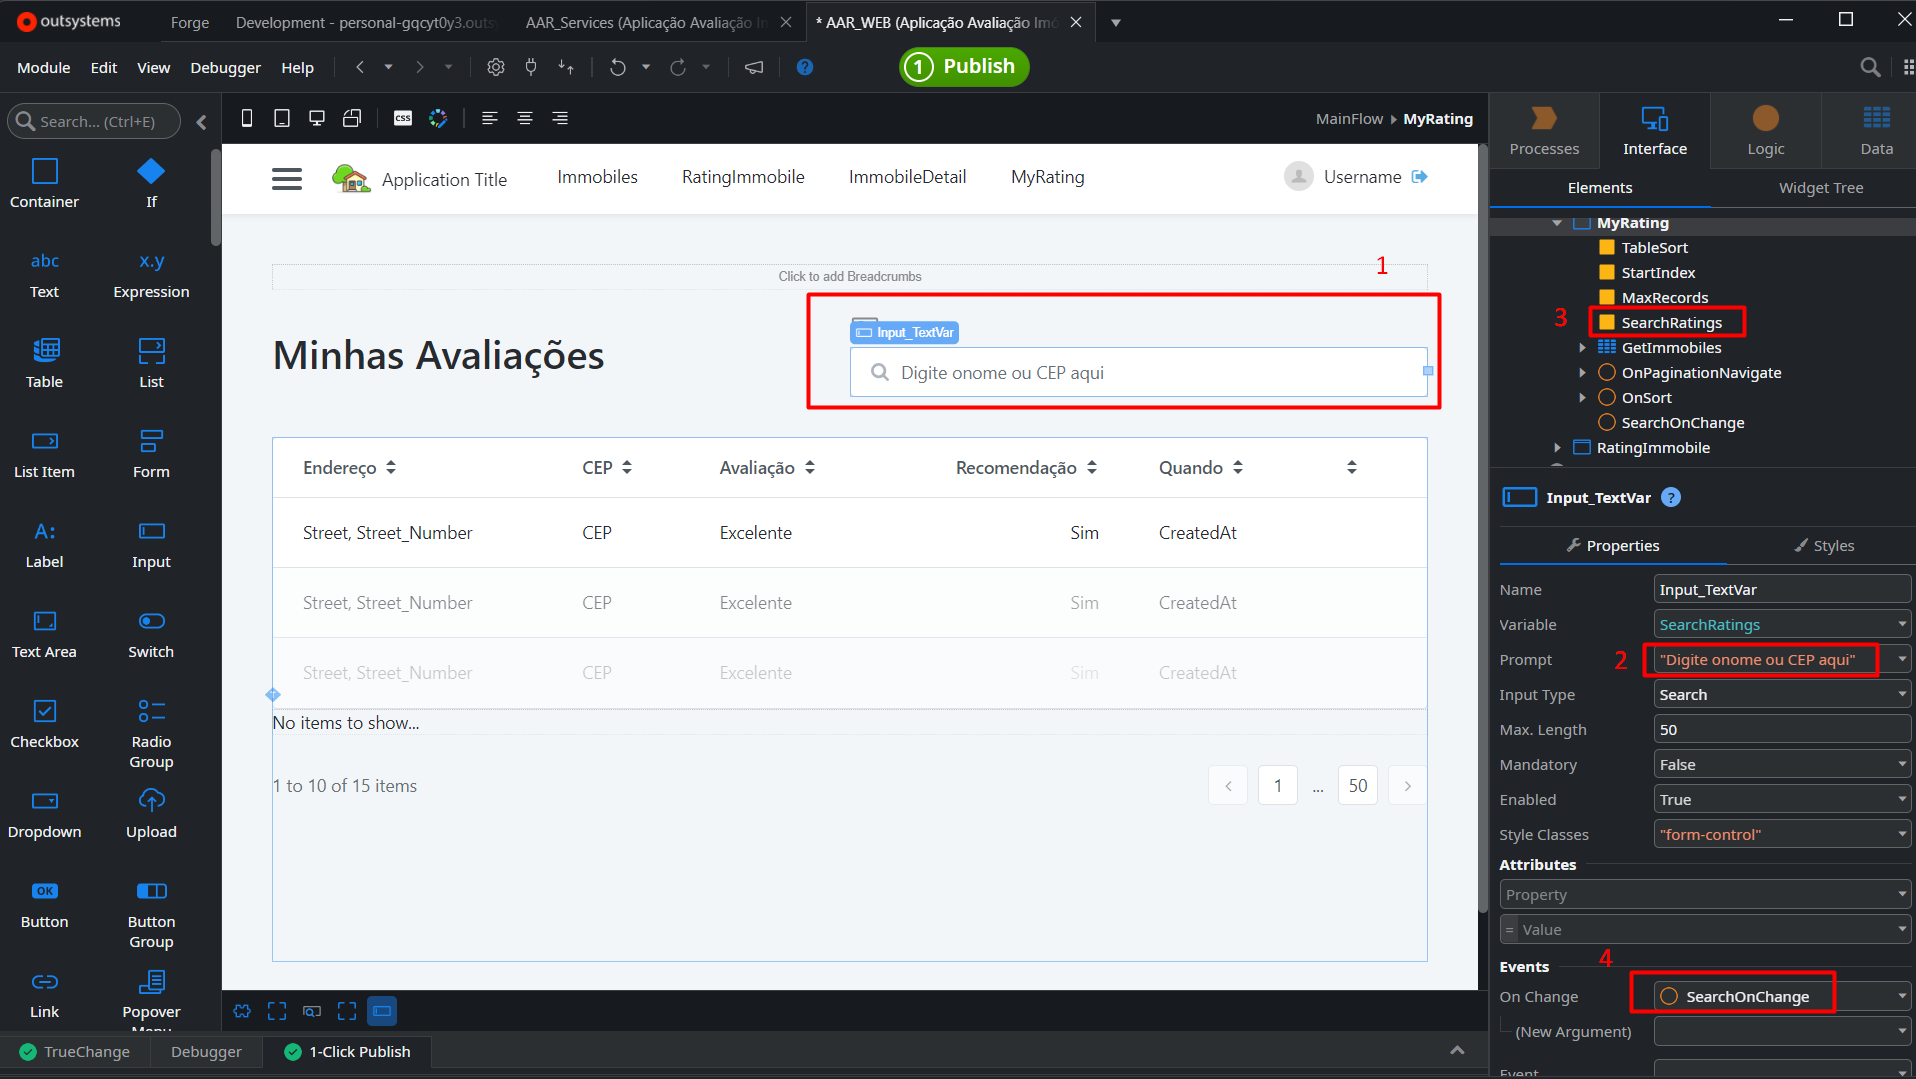 outsystems
Forge
Development - personal-gqcyt0y3.outs
AAR_Services (Aplicação Avaliação I
* AAR_WEB (Aplicação Avaliação Imó
Module Edit View Debugger Help
1 Publish
Search... (Ctrl+E)
css
MainFlow MyRating
Processes Interface Logic Data
Container If
abc x.y
Text Expression
Table List
List Item Form
A:
Label Input
Text Area Switch
Checkbox Radio Group
Dropdown Upload
OK
Button Button Group
Link Popover Menu
Application Title Immobiles RatingImmobile ImmobileDetail MyRating Username
Click to add Breadcrumbs
1
Minhas Avaliações
Input_TextVar
Digite onome ou CEP aqui
Endereço CEP Avaliação Recomendação Quando
Street, Street_Number CEP Excelente Sim CreatedAt
Street, Street_Number CEP Excelente Sim CreatedAt
Street, Street_Number CEP Excelente Sim CreatedAt
No items to show...
1 to 10 of 15 items
1 ... 50
TrueChange Debugger 1-Click Publish
Elements Widget Tree
MyRating
TableSort
StartIndex
MaxRecords
3
SearchRatings
GetImmobiles
OnPaginationNavigate
OnSort
SearchOnChange
RatingImmobile
Input_TextVar ?
Properties Styles
Name Input_TextVar
Variable SearchRatings
Prompt 2 "Digite onome ou CEP aqui"
Input Type Search
Max. Length 50
Mandatory False
Enabled True
Style Classes "form-control"
Attributes
Property
= Value
4
Events
On Change SearchOnChange
(New Argument)
Event